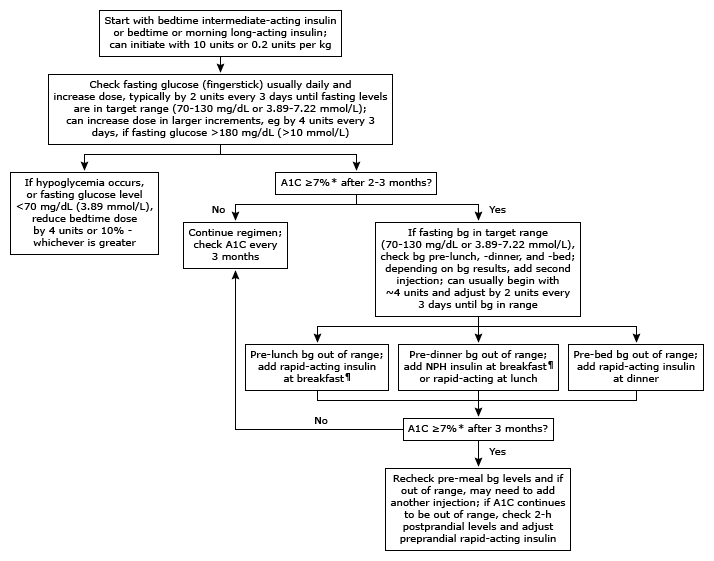 Start with bedtime intermediate-acting insulin
or bedtime or morning long-acting insulin;
can initiate with 10 units or 0.2 units per kg
Check fasting glucose (fingerstick) usually daily and
increase dose, typically by 2 units every 3 days until fasting levels
are in target range (70-130 mg/dL or 3.89-7.22 mmol/L);
can increase dose in larger increments, eg by 4 units every 3
days, if fasting glucose >180 mg/dL (>10 mmol/L)
If hypoglycemia occurs,
or fasting glucose level
<70 mg/dL (3.89 mmol/L),
reduce bedtime dose
by 4 units or 10% -
whichever is greater
A1C ≥7%* after 2-3 months?
No
Yes
Continue regimen;
check A1C every
3 months
If fasting bg in target range
(70-130 mg/dL or 3.89-7.22 mmol/L),
check bg pre-lunch, -dinner, and -bed;
depending on bg results, add second
injection; can usually begin with
~4 units and adjust by 2 units every
3 days until bg in range
Pre-lunch bg out of range;
add rapid-acting insulin
at breakfast¶
Pre-dinner bg out of range;
add NPH insulin at breakfast¶
or rapid-acting at lunch
Pre-bed bg out of range;
add rapid-acting insulin
at dinner
No
A1C ≥7%* after 3 months?
Yes
Recheck pre-meal bg levels and if
out of range, may need to add
another injection; if A1C continues
to be out of range, check 2-h
postprandial levels and adjust
preprandial rapid-acting insulin